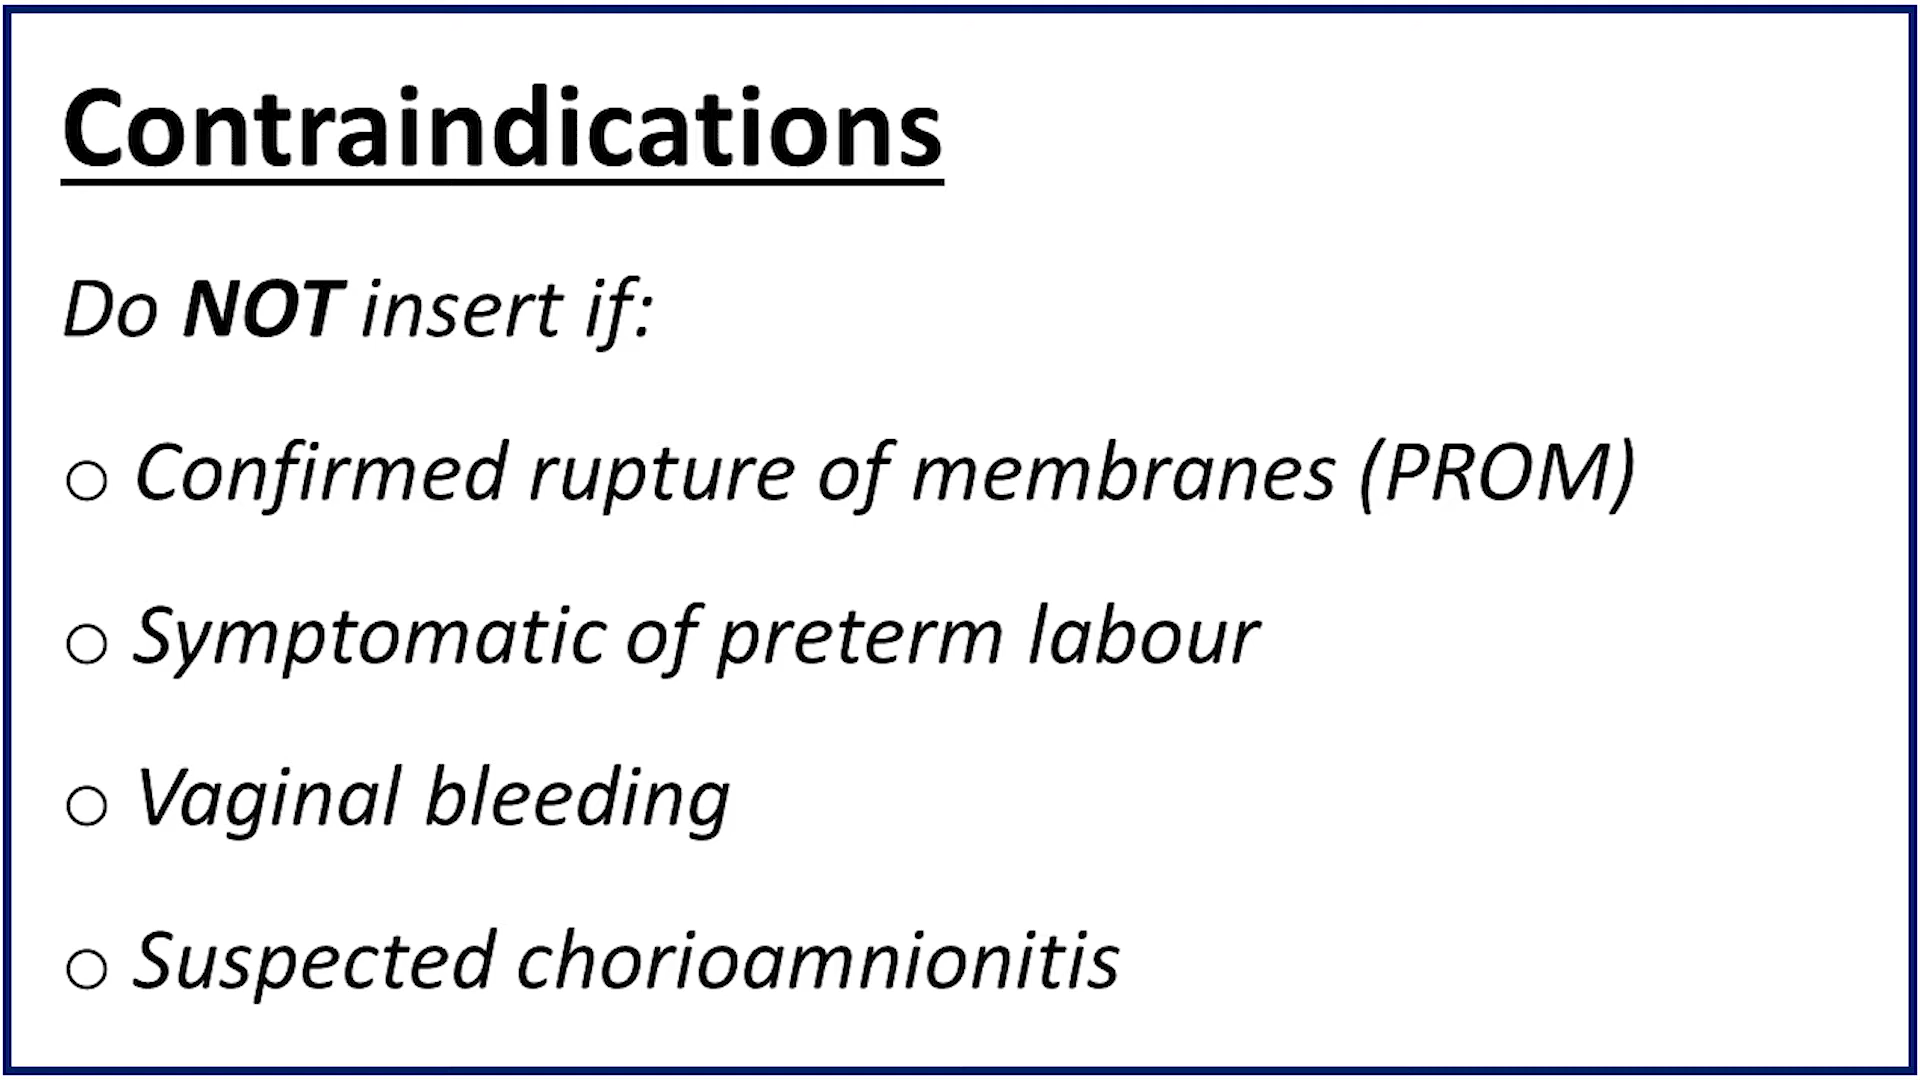 Contraindications
Do NOT insert if:
o Confirmed rupture of membranes (PROM)
o Symptomatic of preterm labour
o Vaginal bleeding
o Suspected chorioamnionitis